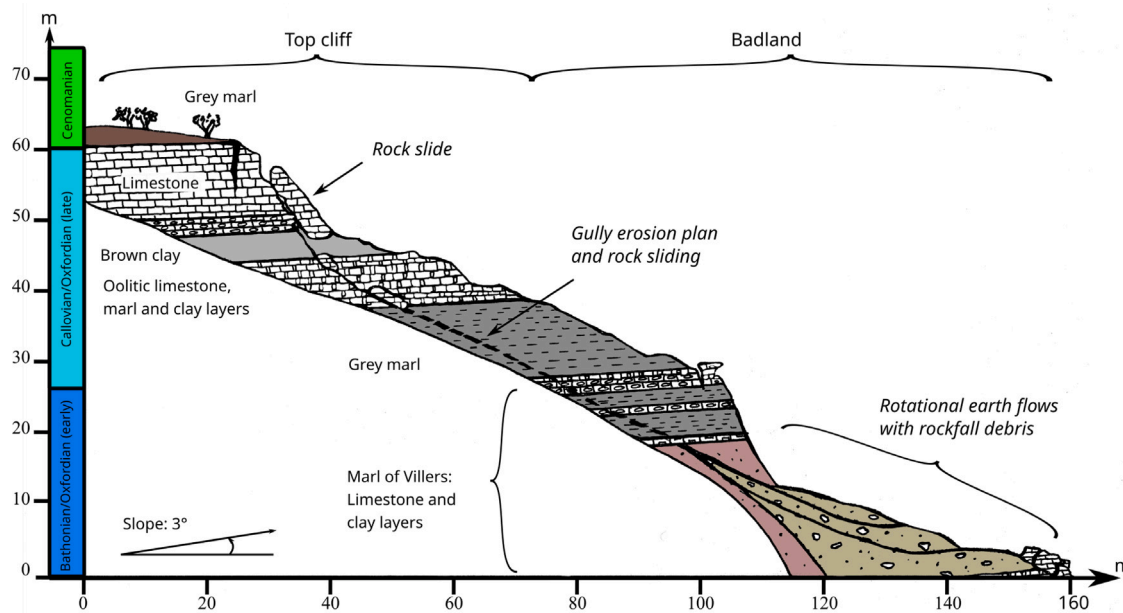 m
Top cliff
Badland
70
60
50
40
30
20
10
0
Cenomanian
Callovian/Oxfordian (late)
Bathonian/Oxfordian (early)
Grey marl
Rock slide
Limestone
Brown clay
Oolitic limestone,
marl and clay layers
Gully erosion plan
and rock sliding
Grey marl
Rotational earth flows
with rockfall debris
Marl of Villers:
Limestone and
clay layers
Slope: 3°
0
20
40
60
80
100
120
140
160